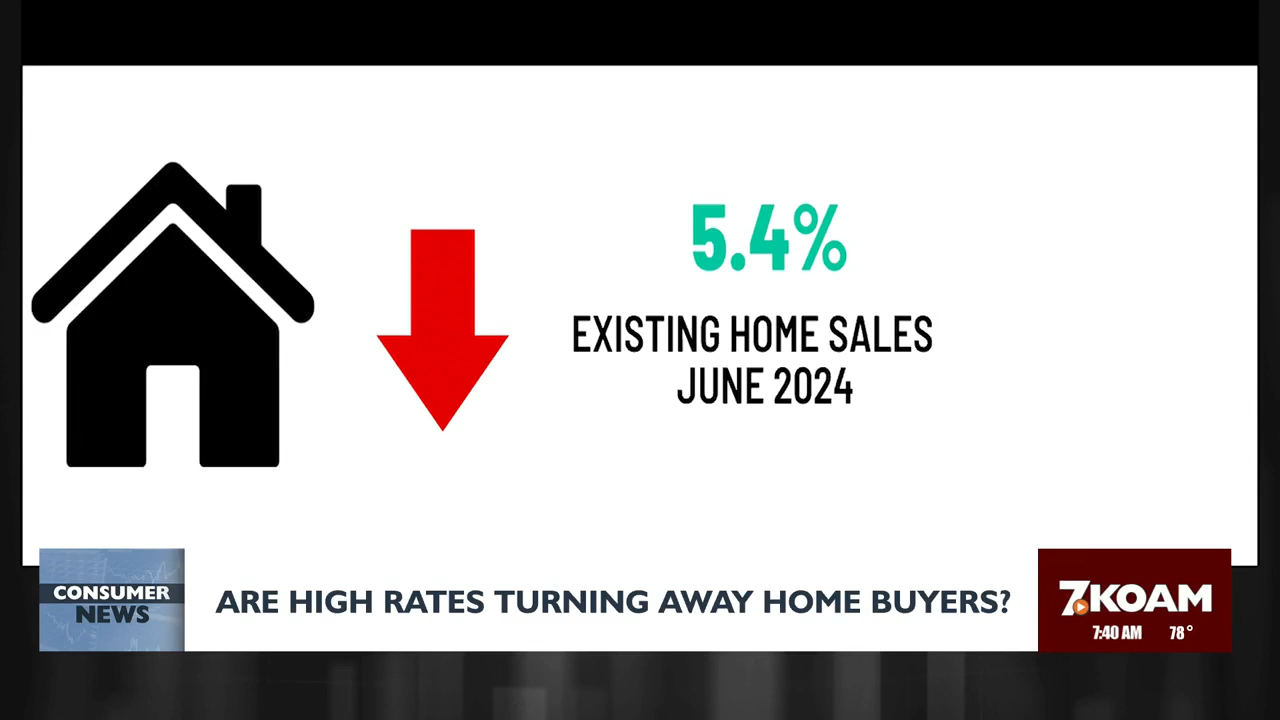 5.4%
EXISTING HOME SALES
JUNE 2024
CONSUMER
NEWS
ARE HIGH RATES TURNING AWAY HOME BUYERS?
7KOAM
7:40 AM 78°